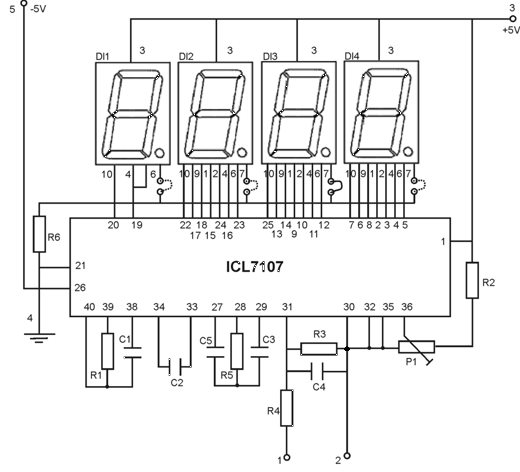 5 -5V 3
+5V
3 3 3 3
DI1 DI2 DI3 DI4
10 4 6 10 9 1 2 4 6 7 10 9 1 2 4 6 7 10 9 1 2 4 6 7
20 19 22 18 24 23 25 14 10 12 7 6 8 2 3 4 5
17 15 16 13 9 11
R6
1
21 ICL7107
26
R2
4
40 39 38 34 33 27 28 29 31 30 32 35 36
C1 C5 C3 R3
R1 C2 R5 C4 P1
R4
1 2